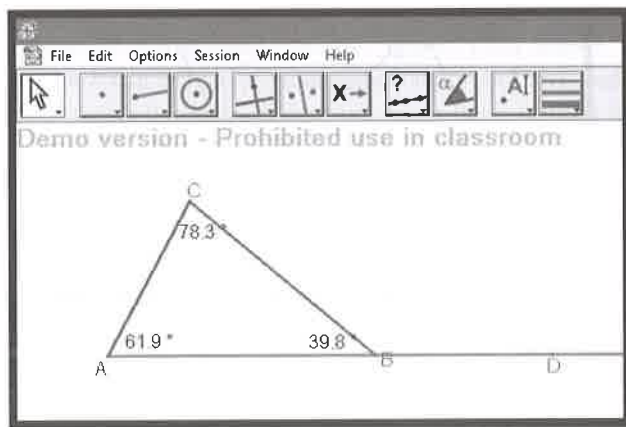 File Edit Options Session Window Help
? α A
Demo version - Prohibited use in classroom
C
78.3 °
61.9 ° 39.8 °
A B D